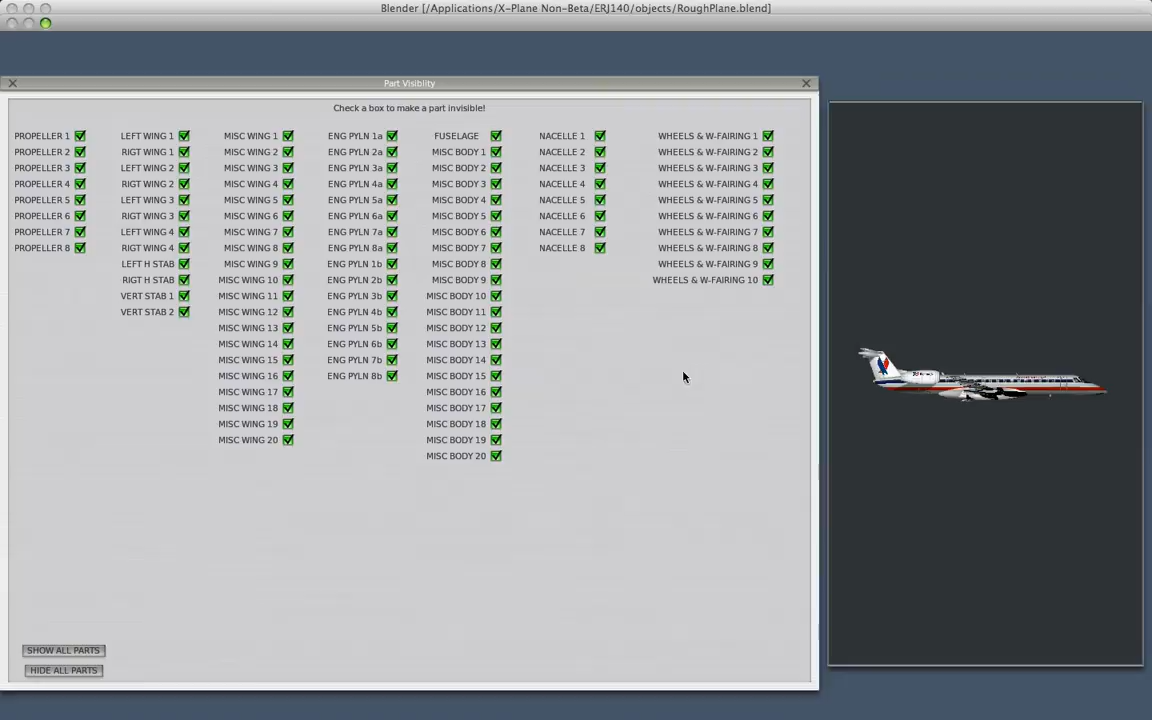 Blender [/Applications/X-Plane Non-Beta/ERJ140/objects/RoughPlane.blend]
Part Visiblity
Check a box to make a part invisible!
PROPELLER 1 LEFT WING 1 MISC WING 1 ENG PYLN 1a FUSELAGE NACELLE 1 WHEELS & W-FAIRING 1
PROPELLER 2 RIGT WING 1 MISC WING 2 ENG PYLN 2a MISC BODY 1 NACELLE 2 WHEELS & W-FAIRING 2
PROPELLER 3 LEFT WING 2 MISC WING 3 ENG PYLN 3a MISC BODY 2 NACELLE 3 WHEELS & W-FAIRING 3
PROPELLER 4 RIGT WING 2 MISC WING 4 ENG PYLN 4a MISC BODY 3 NACELLE 4 WHEELS & W-FAIRING 4
PROPELLER 5 LEFT WING 3 MISC WING 5 ENG PYLN 5a MISC BODY 4 NACELLE 5 WHEELS & W-FAIRING 5
PROPELLER 6 RIGT WING 3 MISC WING 6 ENG PYLN 6a MISC BODY 5 NACELLE 6 WHEELS & W-FAIRING 6
PROPELLER 7 LEFT WING 4 MISC WING 7 ENG PYLN 7a MISC BODY 6 NACELLE 7 WHEELS & W-FAIRING 7
PROPELLER 8 RIGT WING 4 MISC WING 8 ENG PYLN 8a MISC BODY 7 NACELLE 8 WHEELS & W-FAIRING 8
LEFT H STAB MISC WING 9 ENG PYLN 1b MISC BODY 8 WHEELS & W-FAIRING 9
RIGT H STAB MISC WING 10 ENG PYLN 2b MISC BODY 9 WHEELS & W-FAIRING 10
VERT STAB 1 MISC WING 11 ENG PYLN 3b MISC BODY 10
VERT STAB 2 MISC WING 12 ENG PYLN 4b MISC BODY 11
MISC WING 13 ENG PYLN 5b MISC BODY 12
MISC WING 14 ENG PYLN 6b MISC BODY 13
MISC WING 15 ENG PYLN 7b MISC BODY 14
MISC WING 16 ENG PYLN 8b MISC BODY 15
MISC WING 17 MISC BODY 16
MISC WING 18 MISC BODY 17
MISC WING 19 MISC BODY 18
MISC WING 20 MISC BODY 19
MISC BODY 20
SHOW ALL PARTS
HIDE ALL PARTS